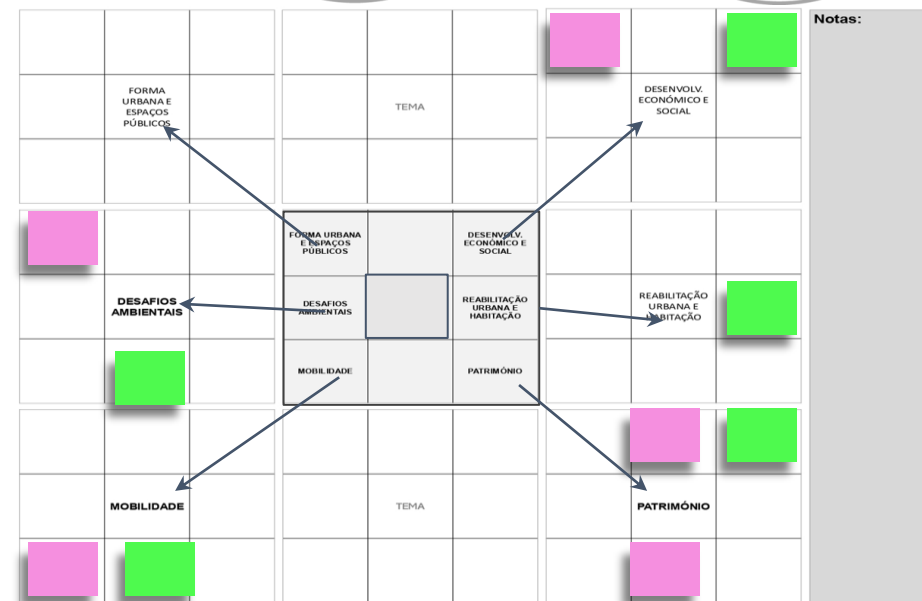 Notas:
FORMA
URBANA E
ESPAÇOS
PÚBLICOS
TEMA
DESENVOLV.
ECONÓMICO E
SOCIAL
FORMA URBANA
E ESPAÇOS
PÚBLICOS
DESENVOLV.
ECONÓMICO E
SOCIAL
DESAFIOS
AMBIENTAIS
DESAFIOS
AMBIENTAIS
REABILITAÇÃO
URBANA E
HABITAÇÃO
REABILITAÇÃO
URBANA E
HABITAÇÃO
MOBILIDADE
PATRIMÓNIO
MOBILIDADE
TEMA
PATRIMÓNIO